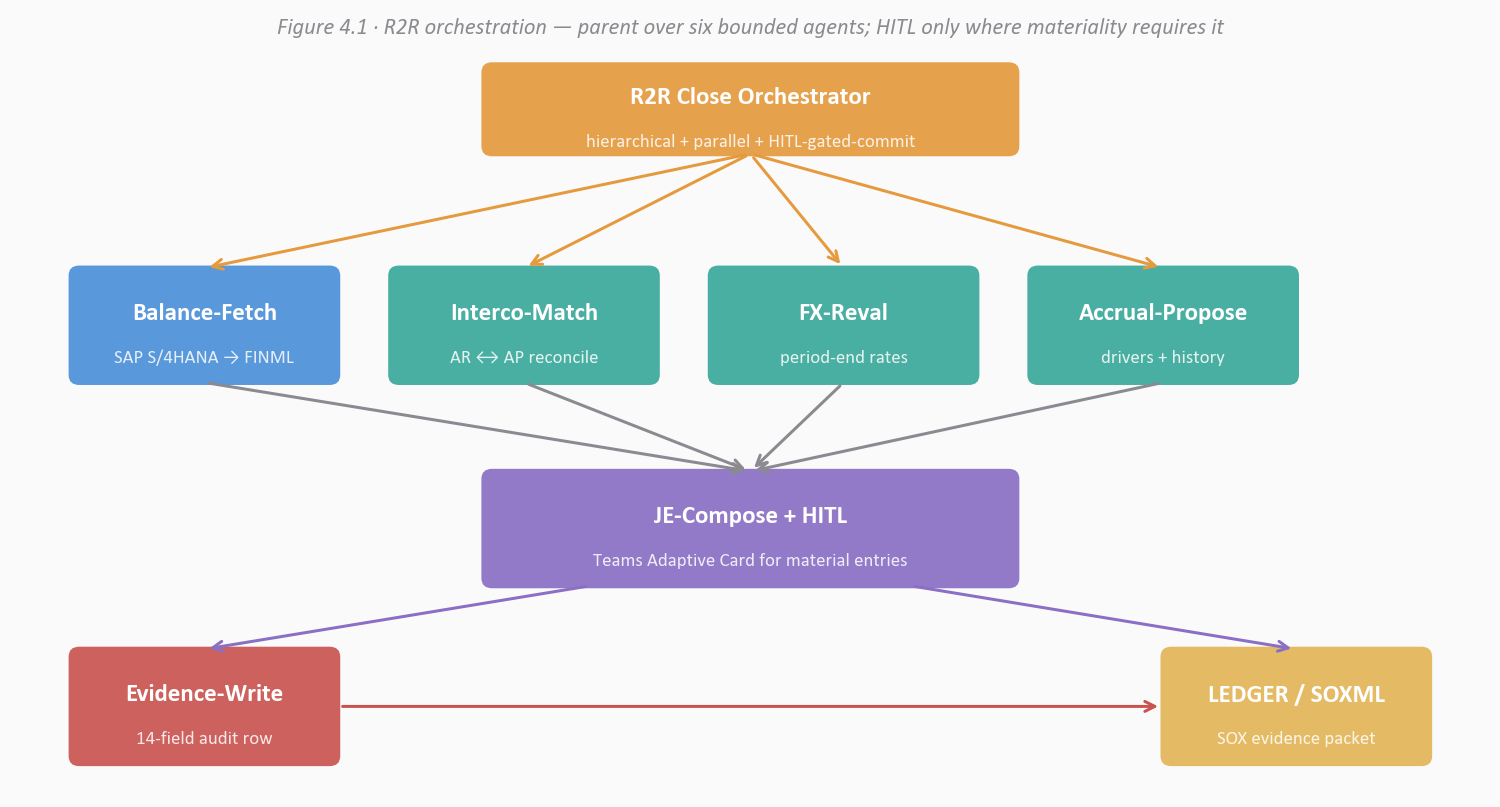 Figure 4.1 · R2R orchestration — parent over six bounded agents; HITL only where materiality requires it
R2R Close Orchestrator
hierarchical + parallel + HITL-gated-commit
Balance-Fetch
SAP S/4HANA → FINML
Interco-Match
AR ↔ AP reconcile
FX-Reval
period-end rates
Accrual-Propose
drivers + history
JE-Compose + HITL
Teams Adaptive Card for material entries
Evidence-Write
14-field audit row
LEDGER / SOXML
SOX evidence packet